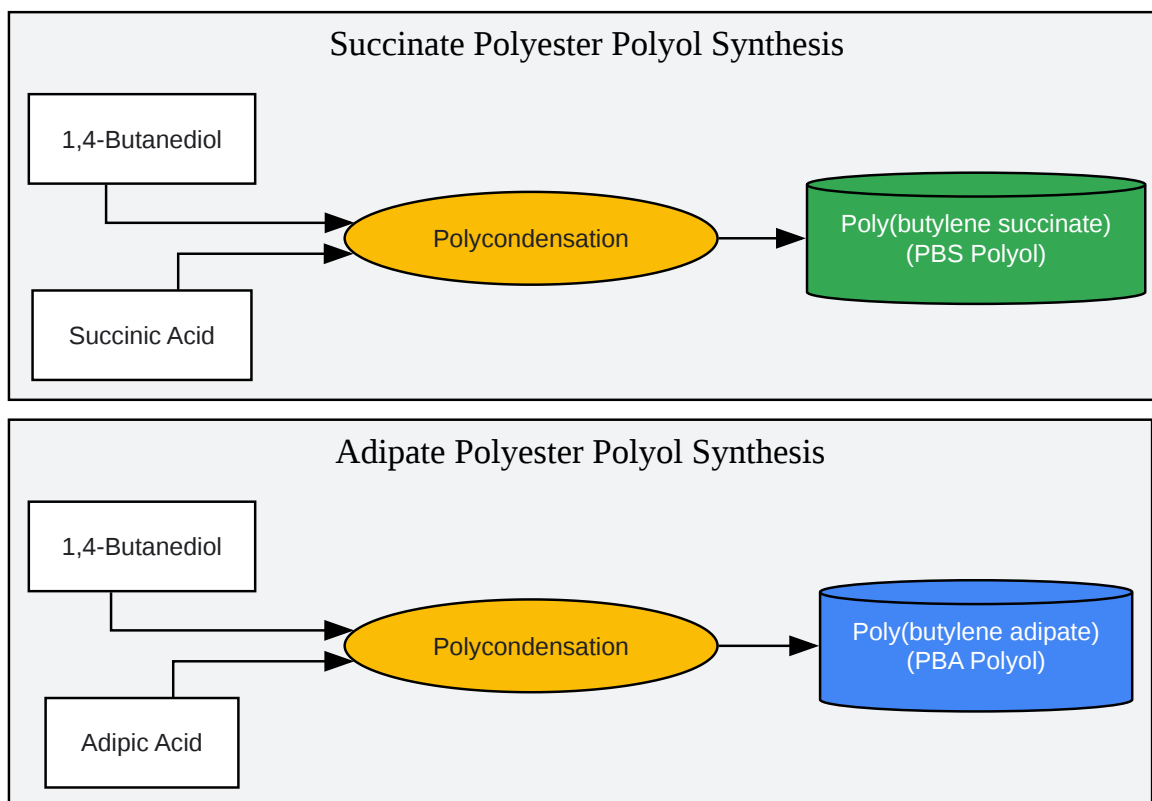 Succinate Polyester Polyol Synthesis
1,4-Butanediol
Polycondensation
Poly(butylene succinate)
(PBS Polyol)
Succinic Acid
Adipate Polyester Polyol Synthesis
1,4-Butanediol
Polycondensation
Poly(butylene adipate)
(PBA Polyol)
Adipic Acid